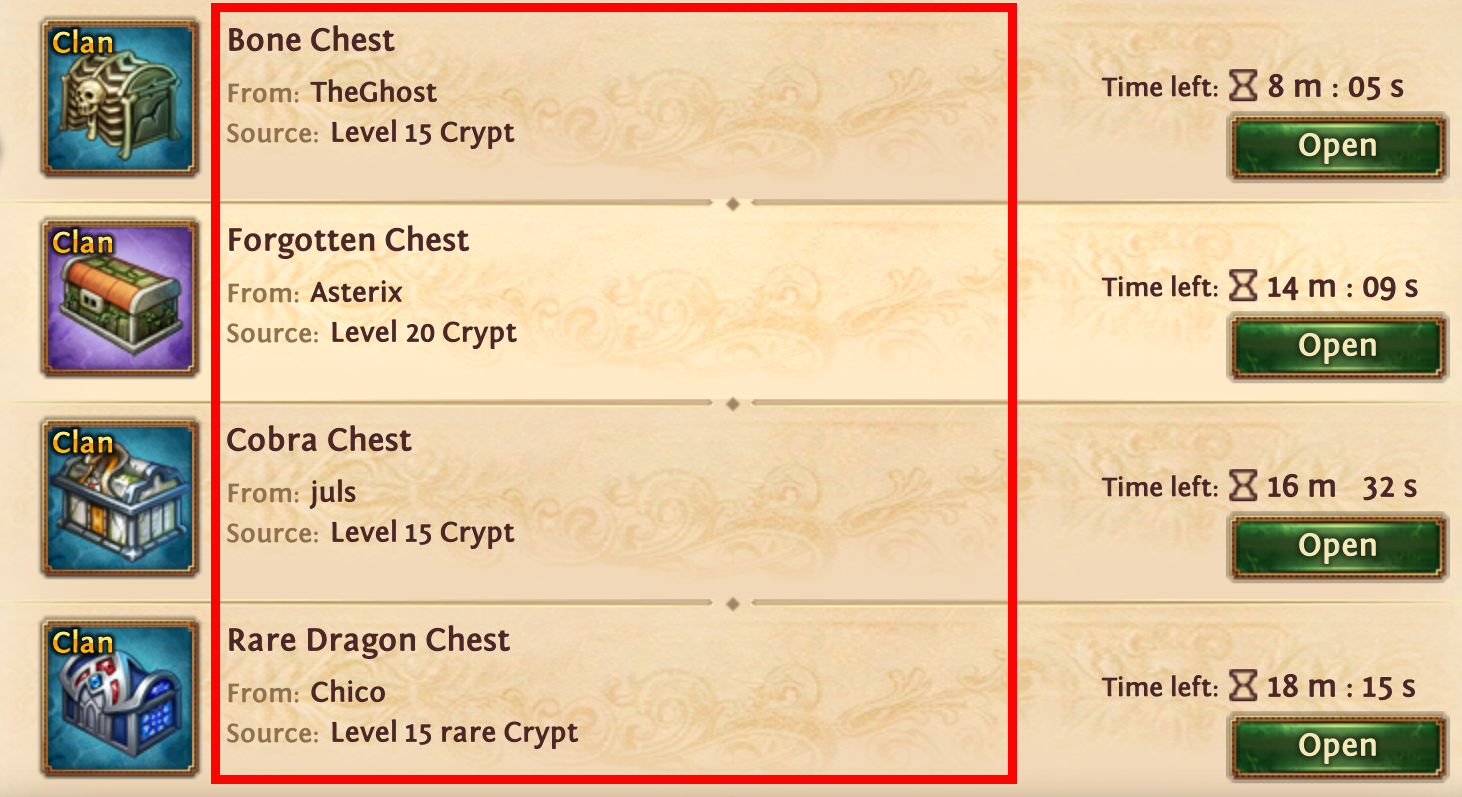 Clan
Bone Chest
From: TheGhost
Source: Level 15 Crypt
Time left: 8 m : 05 s
Open
Clan
Forgotten Chest
From: Asterix
Source: Level 20 Crypt
Time left: 14 m : 09 s
Open
Clan
Cobra Chest
From: juls
Source: Level 15 Crypt
Time left: 16 m 32 s
Open
Clan
Rare Dragon Chest
From: Chico
Source: Level 15 rare Crypt
Time left: 18 m : 15 s
Open